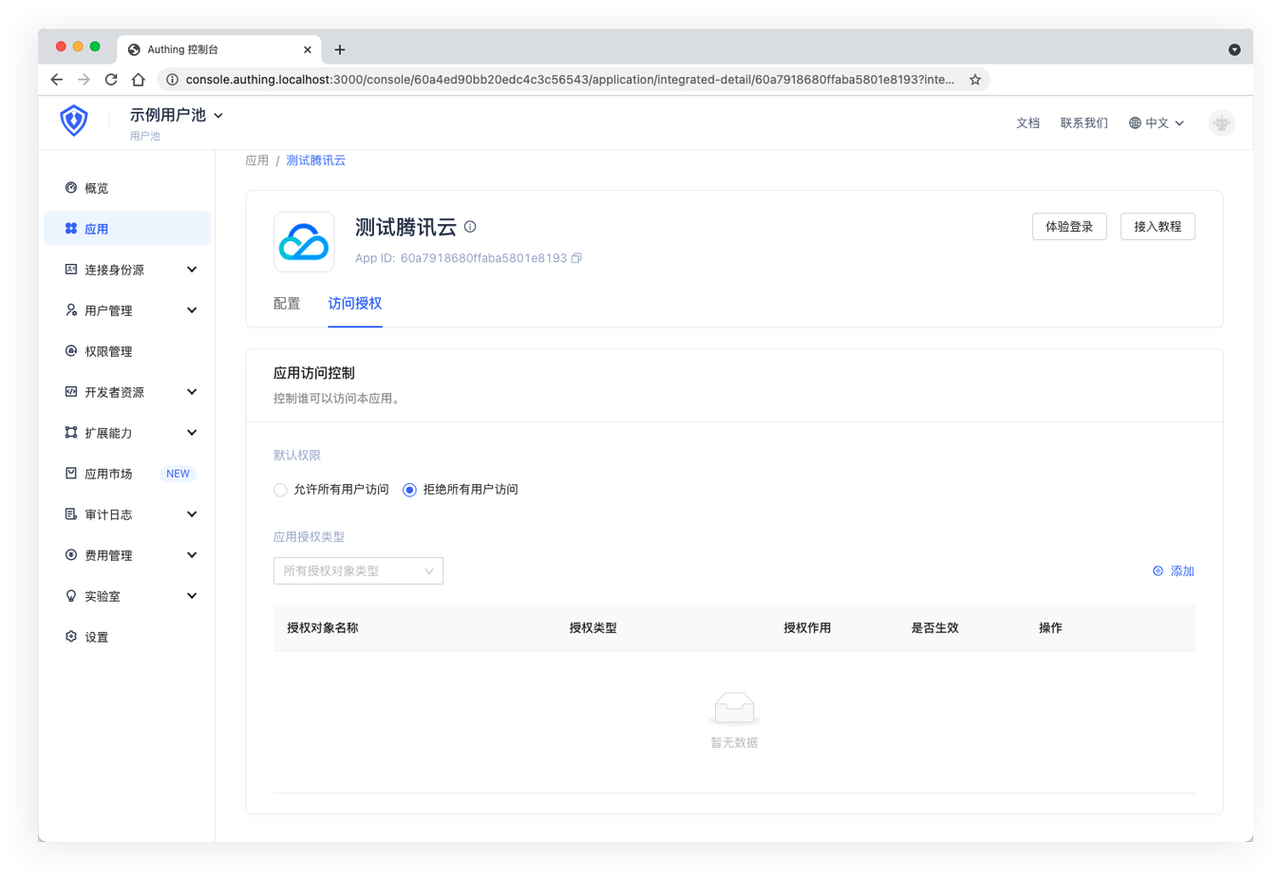 Authing 控制台
console.authing.localhost:3000/console/60a4ed90bb20edc4c3c56543/application/integrated-detail/60a7918680ffaba5801e8193?inte...
示例用户池
用户池
文档 联系我们 中文
应用 / 测试腾讯云
概览
应用
连接身份源
用户管理
权限管理
开发者资源
扩展能力
应用市场 NEW
审计日志
费用管理
实验室
设置
测试腾讯云
App ID: 60a7918680ffaba5801e8193
体验登录 接入教程
配置 访问授权
应用访问控制
控制谁可以访问本应用。
默认权限
允许所有用户访问 拒绝所有用户访问
应用授权类型
所有授权对象类型
添加
授权对象名称 授权类型 授权作用 是否生效 操作
暂无数据